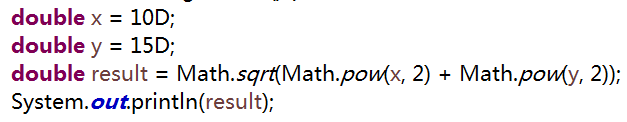 double x = 10D;
double y = 15D;
double result = Math.sqrt(Math.pow(x, 2) + Math.pow(y, 2));
System.out.println(result);